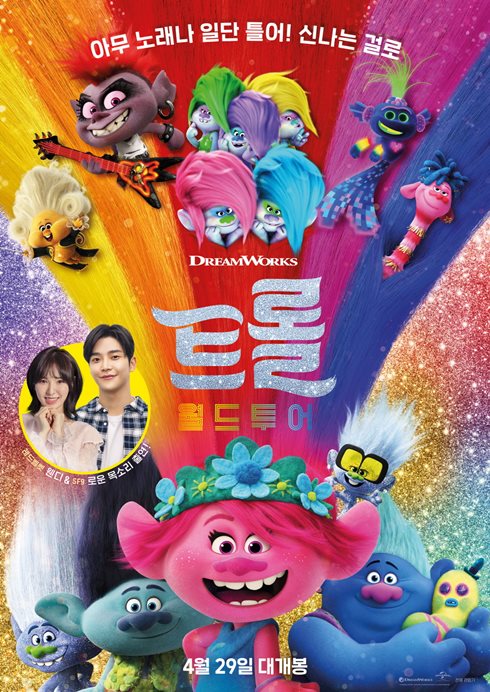 아무 노래나 일단 틀어! 신나는 걸로
DREAMWORKS
트롤
월드투어
레드벨벳 웬디 & SF9 로운 목소리 출연!
4월 29일 대개봉
DREAMWORKS